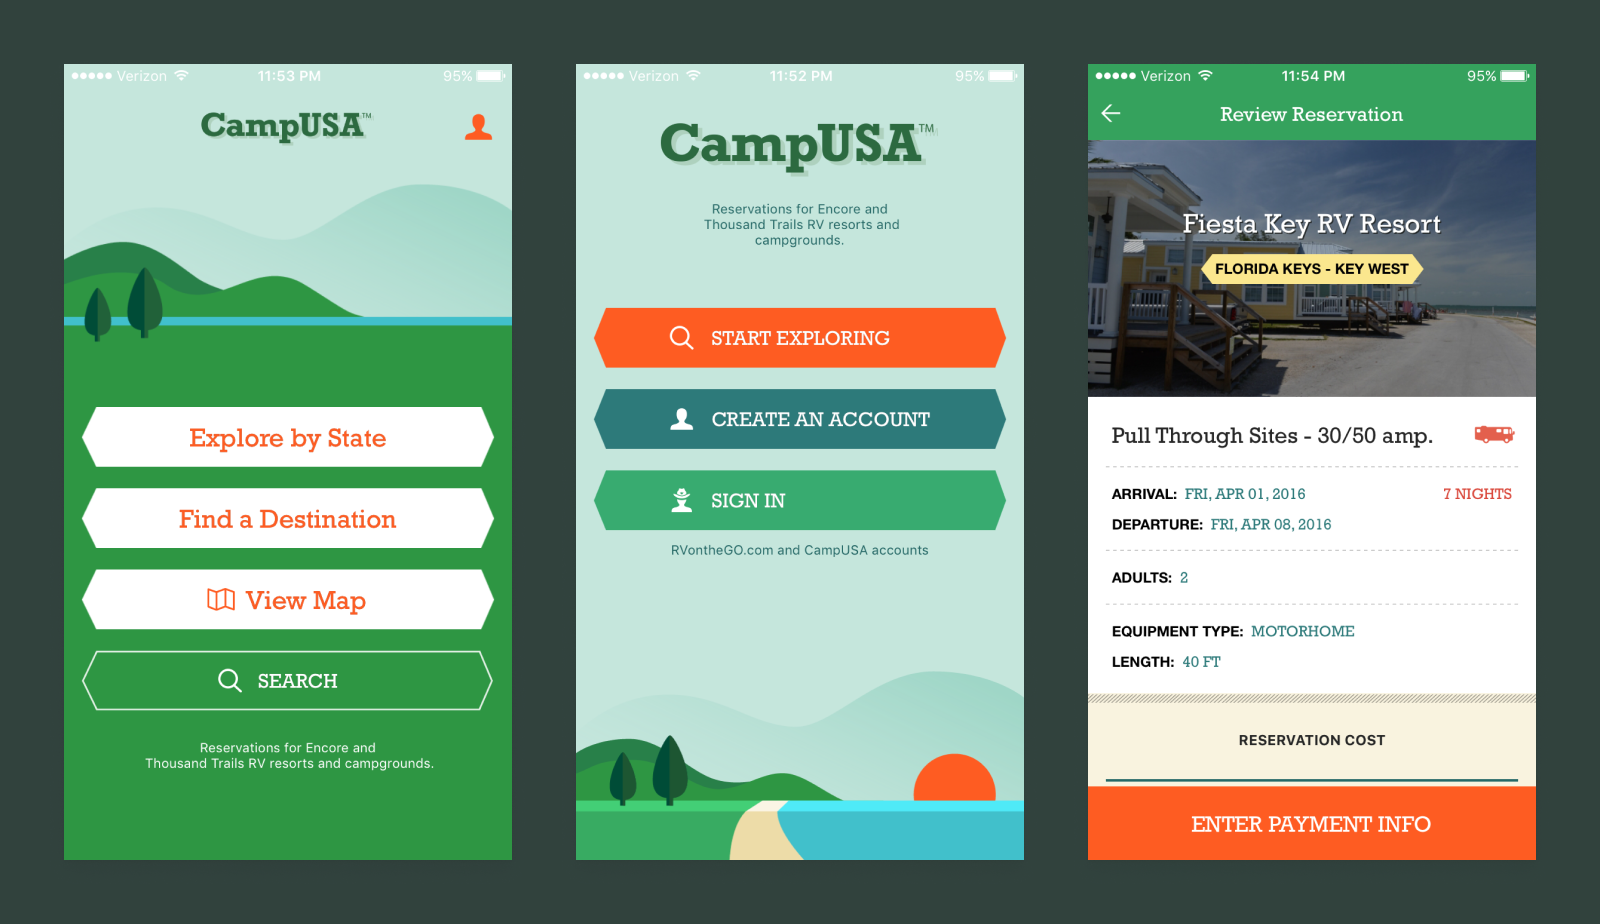 Verizon 11:53 PM 95%
CampUSA™
Explore by State
Find a Destination
View Map
SEARCH
Reservations for Encore and
Thousand Trails RV resorts and campgrounds.
Verizon 11:52 PM 95%
CampUSA™
Reservations for Encore and
Thousand Trails RV resorts and
campgrounds.
START EXPLORING
CREATE AN ACCOUNT
SIGN IN
RVontheGO.com and CampUSA accounts
Verizon 11:54 PM 95%
Review Reservation
Fiesta Key RV Resort
FLORIDA KEYS - KEY WEST
Pull Through Sites - 30/50 amp.
ARRIVAL: FRI, APR 01, 2016 7 NIGHTS
DEPARTURE: FRI, APR 08, 2016
ADULTS: 2
EQUIPMENT TYPE: MOTORHOME
LENGTH: 40 FT
RESERVATION COST
ENTER PAYMENT INFO